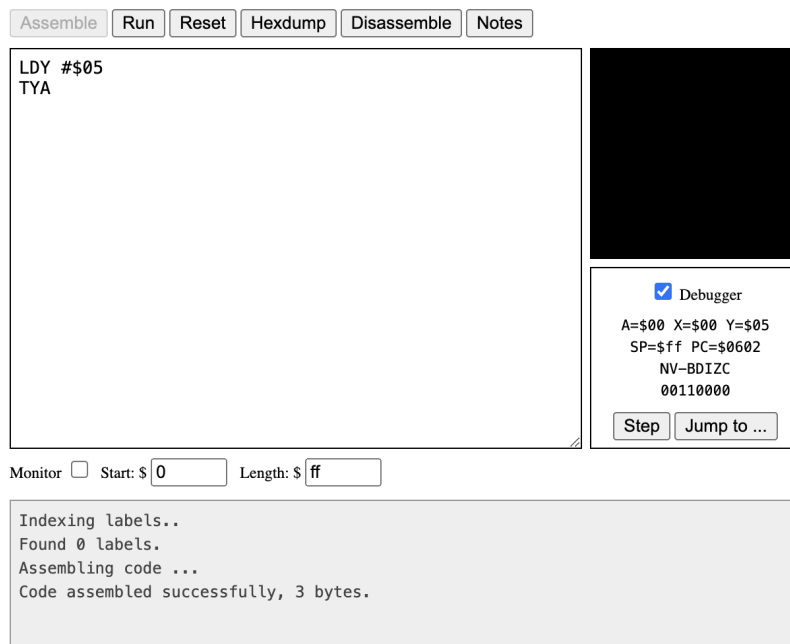 Assemble Run Reset Hexdump Disassemble Notes
LDY #$05
TYA
Debugger
A=$00 X=$00 Y=$05
SP=$ff PC=$0602
NV-BDIZC
00110000
Step Jump to ...
Monitor Start: $ 0 Length: $ ff
Indexing labels..
Found 0 labels.
Assembling code ...
Code assembled successfully, 3 bytes.